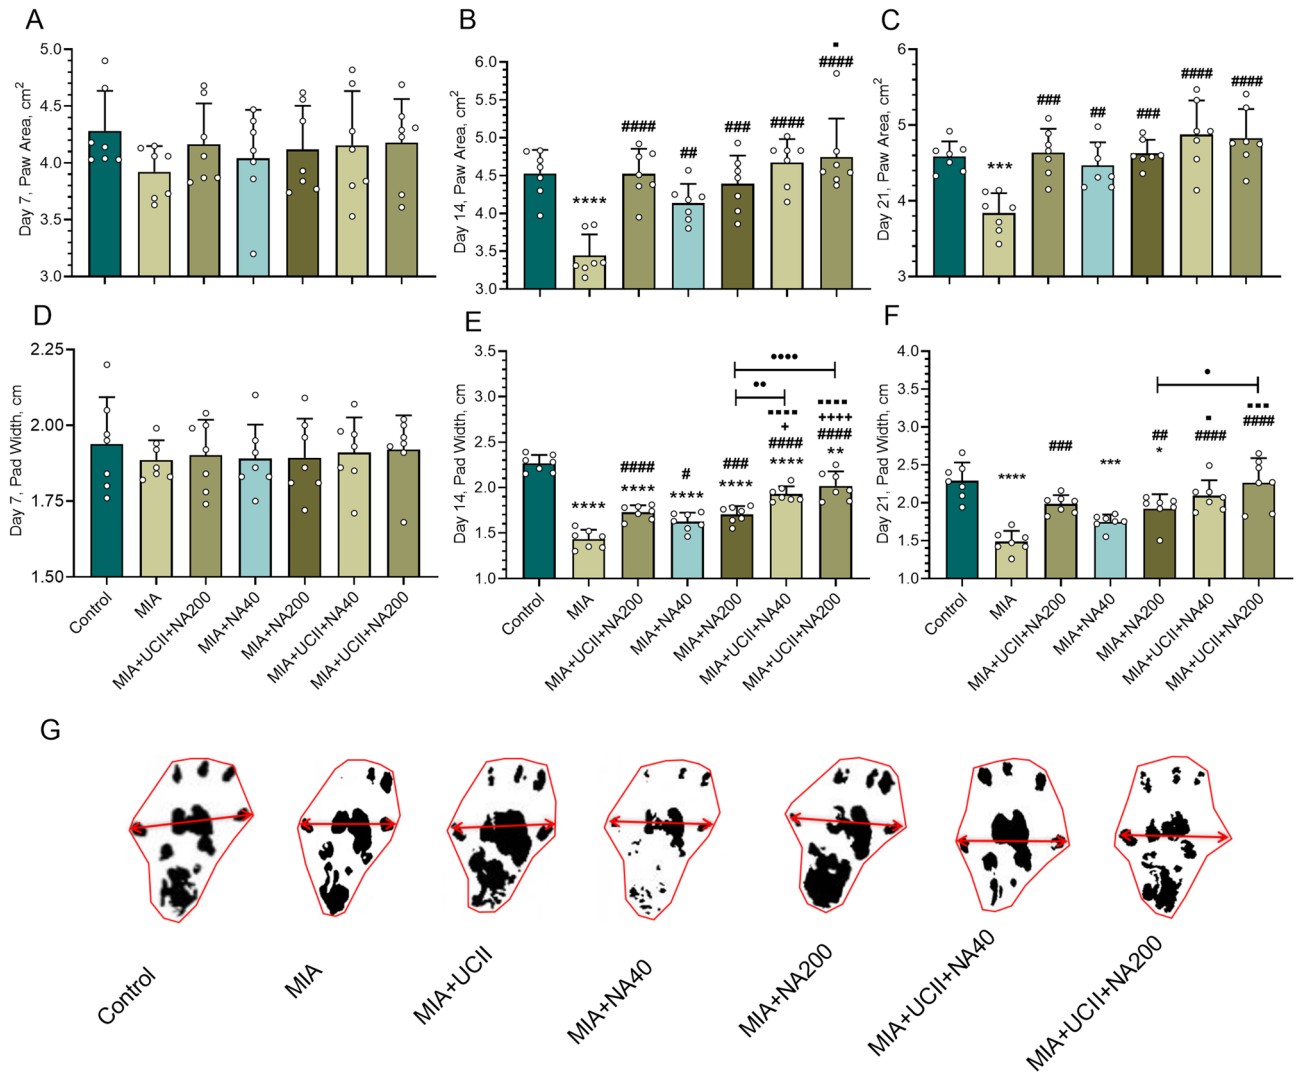 A
Day 7, Paw Area, cm2
5.0
4.5
4.0
3.5
3.0
B
Day 14, Paw Area, cm2
6.0
5.5
5.0
4.5
4.0
3.5
3.0
****
####
##
###
####
####
C
Day 21, Paw Area, cm2
6
5
4
3
***
###
##
###
####
####
D
Day 7, Pad Width, cm
2.25
2.00
1.75
1.50
Control
MIA
MIA+UCII+NA200
MIA+NA40
MIA+NA200
MIA+UCII+NA40
MIA+UCII+NA200
E
Day 14, Pad Width, cm
3.5
3.0
2.5
2.0
1.5
1.0
****
####
****
#
****
###
****
+
####
****
++++
####
**
Control
MIA
MIA+UCII+NA200
MIA+NA40
MIA+NA200
MIA+UCII+NA40
MIA+UCII+NA200
F
Day 21, Pad Width, cm
4.0
3.5
3.0
2.5
2.0
1.5
1.0
****
###
***
##
*
####
####
Control
MIA
MIA+UCII+NA200
MIA+NA40
MIA+NA200
MIA+UCII+NA40
MIA+UCII+NA200
G
Control
MIA
MIA+UCII
MIA+NA40
MIA+NA200
MIA+UCII+NA40
MIA+UCII+NA200